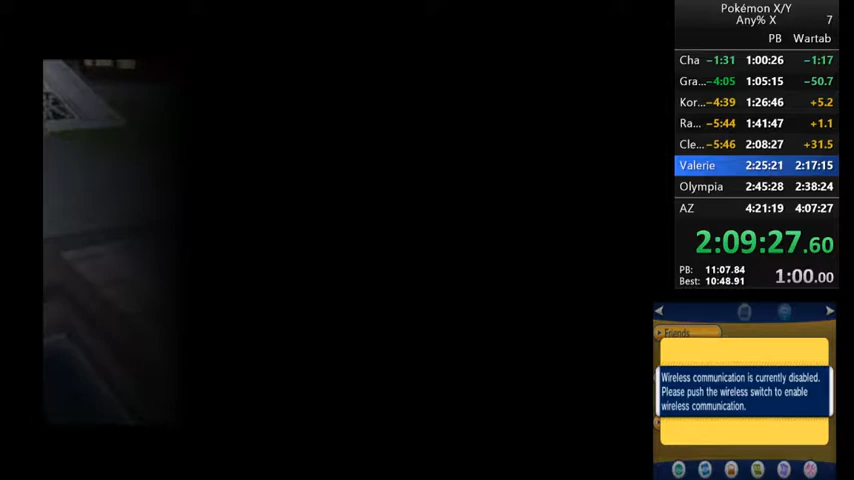 Pokémon X/Y
Any% X 7
PB Wartab
Cha −1:31 1:00:26 −1:17
Gra... −4:05 1:05:15 −50.7
Kor... −4:39 1:26:46 +5.2
Ra... −5:44 1:41:47 +1.1
Cle... −5:46 2:08:27 +31.5
Valerie 2:25:21 2:17:15
Olympia 2:45:28 2:38:24
AZ 4:21:19 4:07:27
2:09:27.60
PB: 11:07.84
Best: 10:48.91
1:00.00
Friends
Wireless communication is currently disabled.
Please push the wireless switch to enable
wireless communication.